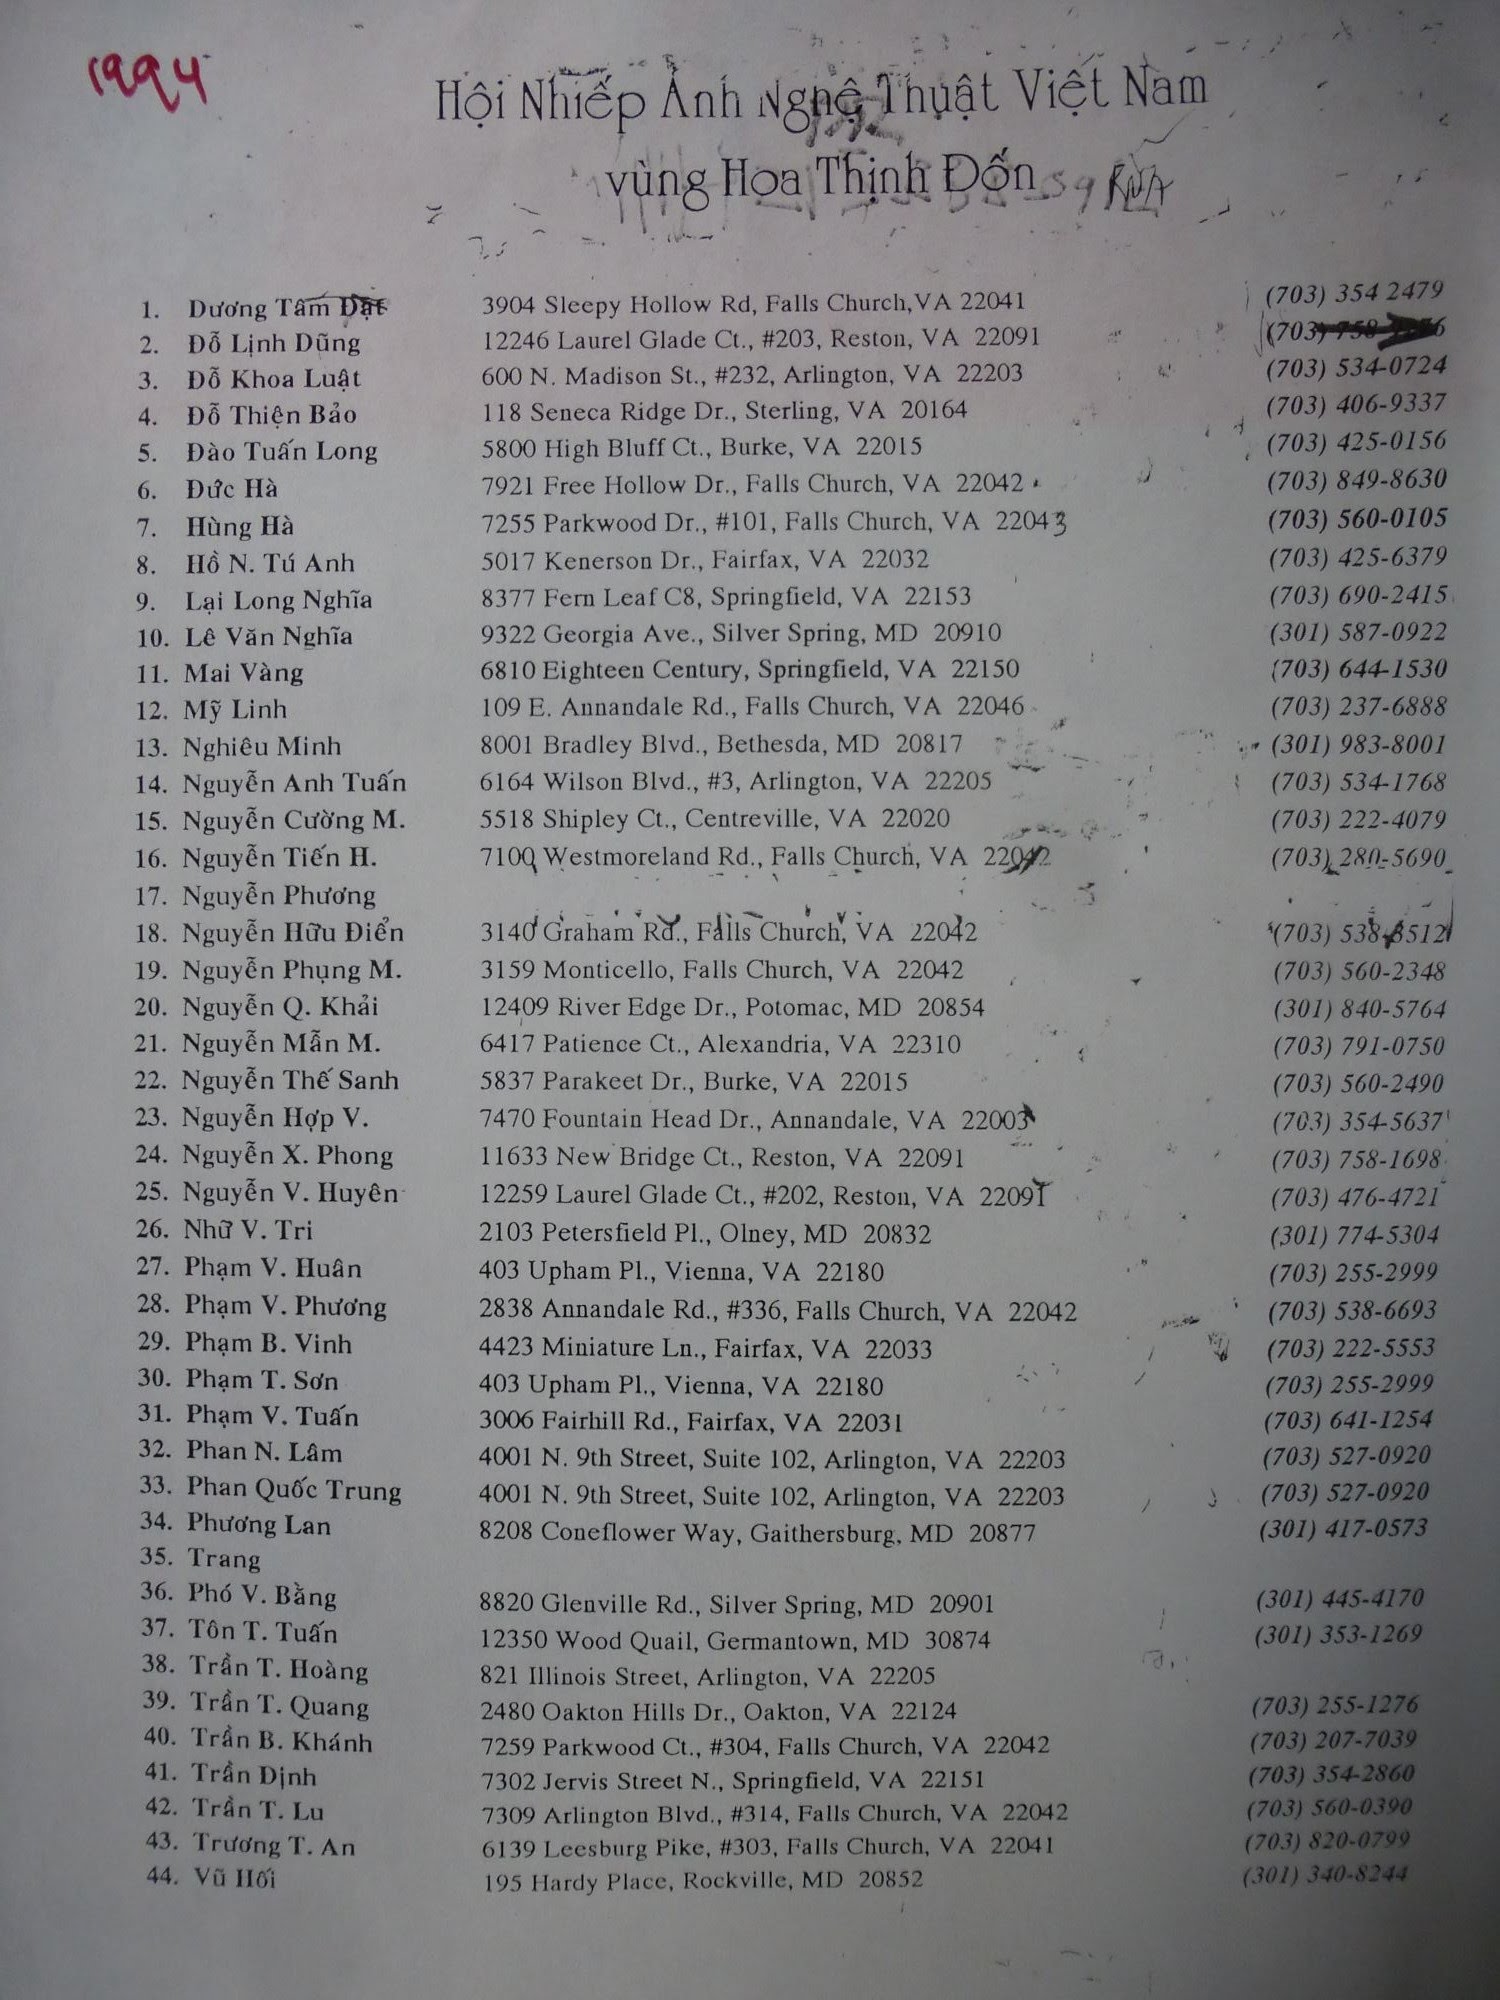 1994
Hội Nhiếp Ảnh Nghệ Thuật Việt Nam
vùng Hoa Thịnh Đốn
1. Dương Tâm Đạt 3904 Sleepy Hollow Rd, Falls Church,VA 22041 (703) 354 2479
2. Đỗ Lịnh Dũng 12246 Laurel Glade Ct., #203, Reston, VA 22091 (703)
3. Đỗ Khoa Luật 600 N. Madison St., #232, Arlington, VA 22203 (703) 534-0724
4. Đỗ Thiện Bảo 118 Seneca Ridge Dr., Sterling, VA 20164 (703) 406-9337
5. Đào Tuấn Long 5800 High Bluff Ct., Burke, VA 22015 (703) 425-0156
6. Đức Hà 7921 Free Hollow Dr., Falls Church, VA 22042 (703) 849-8630
7. Hùng Hà 7255 Parkwood Dr., #101, Falls Church, VA 22043 (703) 560-0105
8. Hồ N. Tú Anh 5017 Kenerson Dr., Fairfax, VA 22032 (703) 425-6379
9. Lại Long Nghĩa 8377 Fern Leaf C8, Springfield, VA 22153 (703) 690-2415
10. Lê Văn Nghĩa 9322 Georgia Ave., Silver Spring, MD 20910 (301) 587-0922
11. Mai Vàng 6810 Eighteen Century, Springfield, VA 22150 (703) 644-1530
12. Mỹ Linh 109 E. Annandale Rd., Falls Church, VA 22046 (703) 237-6888
13. Nghiêu Minh 8001 Bradley Blvd., Bethesda, MD 20817 (301) 983-8001
14. Nguyễn Anh Tuấn 6164 Wilson Blvd., #3, Arlington, VA 22205 (703) 534-1768
15. Nguyễn Cường M. 5518 Shipley Ct., Centreville, VA 22020 (703) 222-4079
16. Nguyễn Tiến H. 7100 Westmoreland Rd., Falls Church, VA 22042 (703) 280-5690
17. Nguyễn Phương
18. Nguyễn Hữu Điển 3140 Graham Rd., Falls Church, VA 22042 (703) 538-3512
19. Nguyễn Phụng M. 3159 Monticello, Falls Church, VA 22042 (703) 560-2348
20. Nguyễn Q. Khải 12409 River Edge Dr., Potomac, MD 20854 (301) 840-5764
21. Nguyễn Mẫn M. 6417 Patience Ct., Alexandria, VA 22310 (703) 791-0750
22. Nguyễn Thế Sanh 5837 Parakeet Dr., Burke, VA 22015 (703) 560-2490
23. Nguyễn Hợp V. 7470 Fountain Head Dr., Annandale, VA 22003 (703) 354-5637
24. Nguyễn X. Phong 11633 New Bridge Ct., Reston, VA 22091 (703) 758-1698
25. Nguyễn V. Huyên 12259 Laurel Glade Ct., #202, Reston, VA 22091 (703) 476-4721
26. Nhữ V. Tri 2103 Petersfield Pl., Olney, MD 20832 (301) 774-5304
27. Phạm V. Huân 403 Upham Pl., Vienna, VA 22180 (703) 255-2999
28. Phạm V. Phương 2838 Annandale Rd., #336, Falls Church, VA 22042 (703) 538-6693
29. Phạm B. Vinh 4423 Miniature Ln., Fairfax, VA 22033 (703) 222-5553
30. Phạm T. Sơn 403 Upham Pl., Vienna, VA 22180 (703) 255-2999
31. Phạm V. Tuấn 3006 Fairhill Rd., Fairfax, VA 22031 (703) 641-1254
32. Phan N. Lâm 4001 N. 9th Street, Suite 102, Arlington, VA 22203 (703) 527-0920
33. Phan Quốc Trung 4001 N. 9th Street, Suite 102, Arlington, VA 22203 (703) 527-0920
34. Phương Lan 8208 Coneflower Way, Gaithersburg, MD 20877 (301) 417-0573
35. Trang
36. Phó V. Bằng 8820 Glenville Rd., Silver Spring, MD 20901 (301) 445-4170
37. Tôn T. Tuấn 12350 Wood Quail, Germantown, MD 30874 (301) 353-1269
38. Trần T. Hoàng 821 Illinois Street, Arlington, VA 22205
39. Trần T. Quang 2480 Oakton Hills Dr., Oakton, VA 22124 (703) 255-1276
40. Trần B. Khánh 7259 Parkwood Ct., #304, Falls Church, VA 22042 (703) 207-7039
41. Trần Định 7302 Jervis Street N., Springfield, VA 22151 (703) 354-2860
42. Trần T. Lu 7309 Arlington Blvd., #314, Falls Church, VA 22042 (703) 560-0390
43. Trương T. An 6139 Leesburg Pike, #303, Falls Church, VA 22041 (703) 820-0799
44. Vũ Hối 195 Hardy Place, Rockville, MD 20852 (301) 340-8244